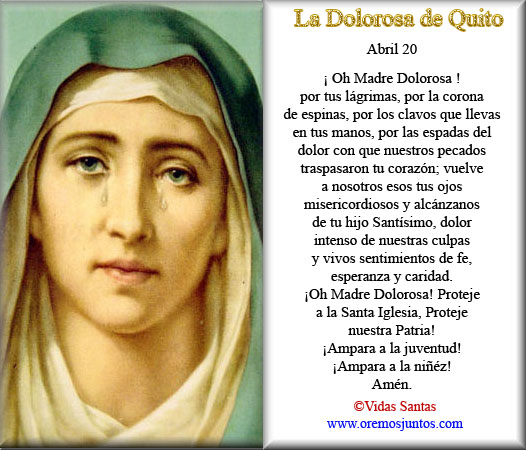 La Dolorosa de Quito
Abril 20
¡ Oh Madre Dolorosa !
por tus lágrimas, por la corona
de espinas, por los clavos que llevas
en tus manos, por las espadas del
dolor con que nuestros pecados
traspasaron tu corazón; vuelve
a nosotros esos tus ojos
misericordiosos y alcánzanos
de tu hijo Santísimo, dolor
intenso de nuestras culpas
y vivos sentimientos de fe,
esperanza y caridad.
¡Oh Madre Dolorosa! Proteje
a la Santa Iglesia, Proteje
nuestra Patria!
¡Ampara a la juventud!
¡Ampara a la niñéz!
Amén.
©Vidas Santas
www.oremosjuntos.com